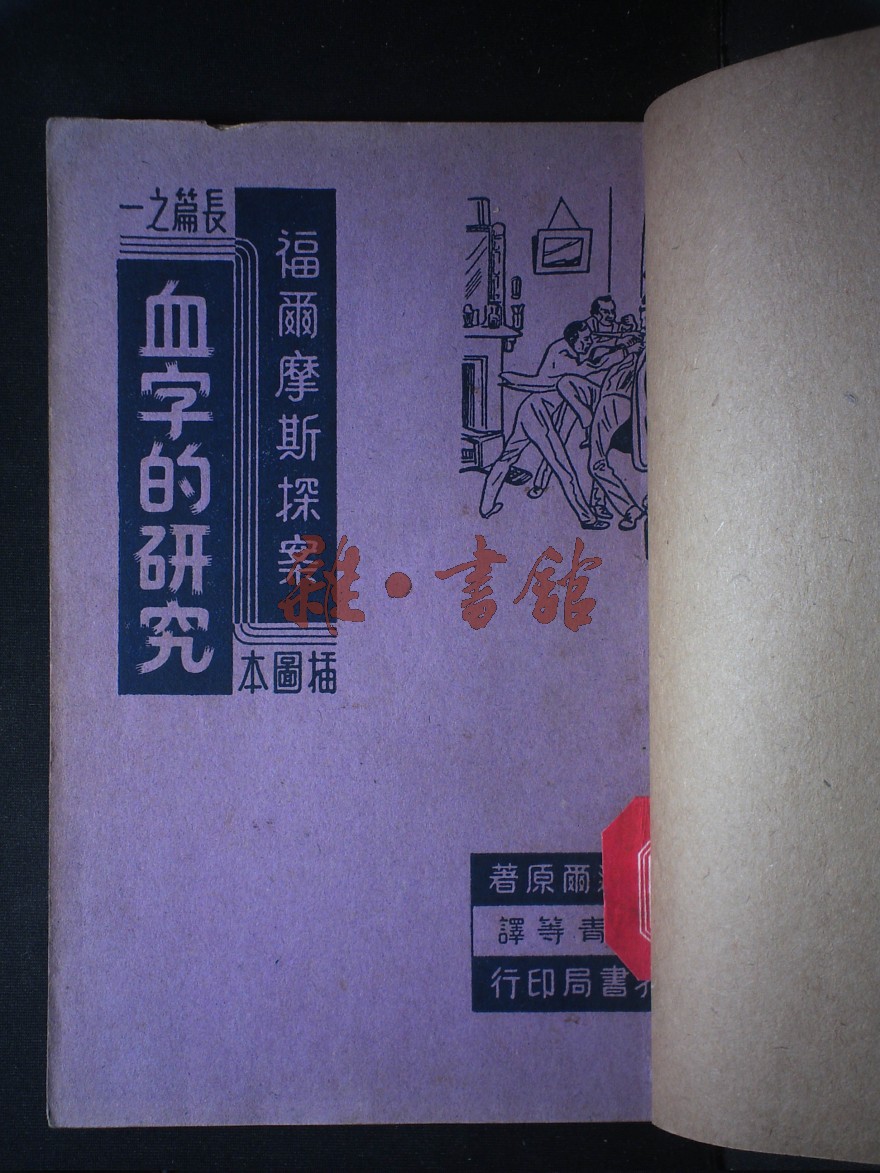 福爾摩斯探案
長篇之一
血字的研究
插圖本
雜·書館
爾原著
青等譯
書局印行